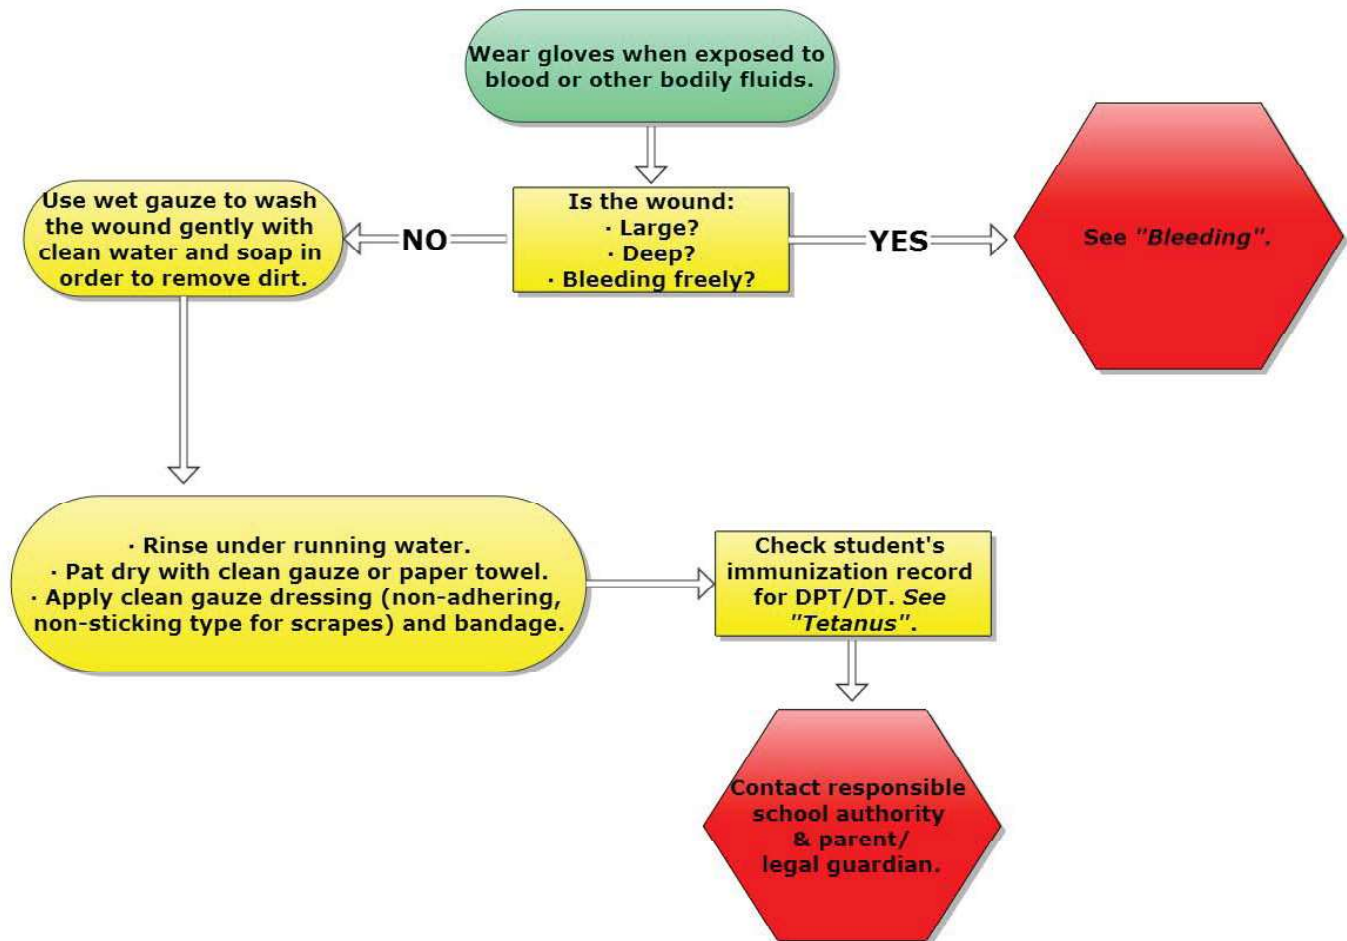 Wear gloves when exposed to
blood or other bodily fluids.
Is the wound:
· Large?
· Deep?
· Bleeding freely?
YES
See "Bleeding".
NO
Use wet gauze to wash
the wound gently with
clean water and soap in
order to remove dirt.
· Rinse under running water.
· Pat dry with clean gauze or paper towel.
· Apply clean gauze dressing (non-adhering,
non-sticking type for scrapes) and bandage.
Check student's
immunization record
for DPT/DT. See
"Tetanus".
Contact responsible
school authority
& parent/
legal guardian.